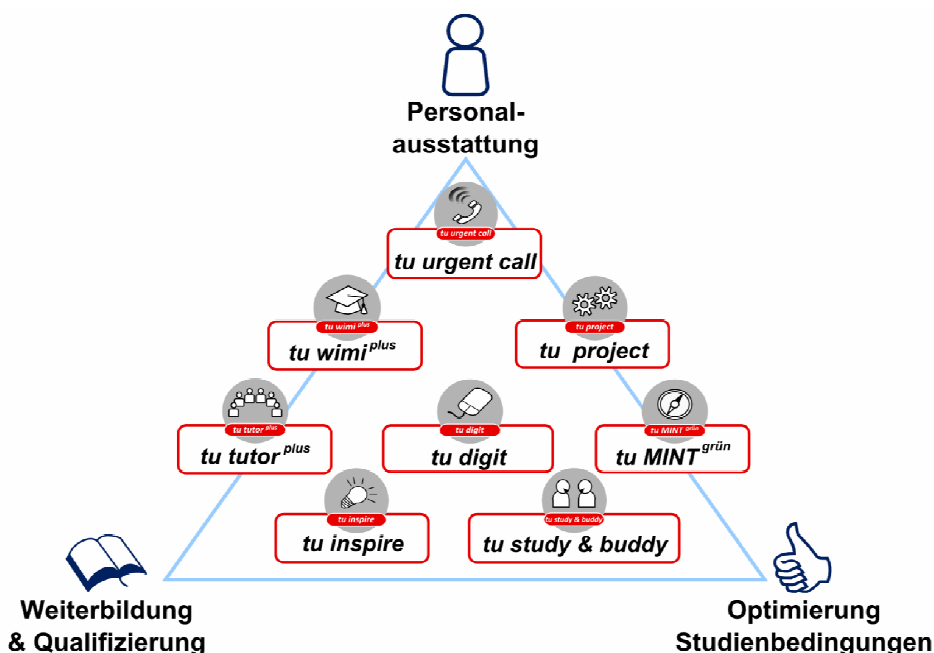 Personal-
ausstattung
tu urgent call
tu urgent call
tu wimi plus
tu wimi plus
tu project
tu project
tu tutor plus
tu tutor plus
tu digit
tu digit
tu MINT grün
tu MINT grün
tu inspire
tu inspire
tu study & buddy
tu study & buddy
Weiterbildung
& Qualifizierung
Optimierung
Studienbedingungen